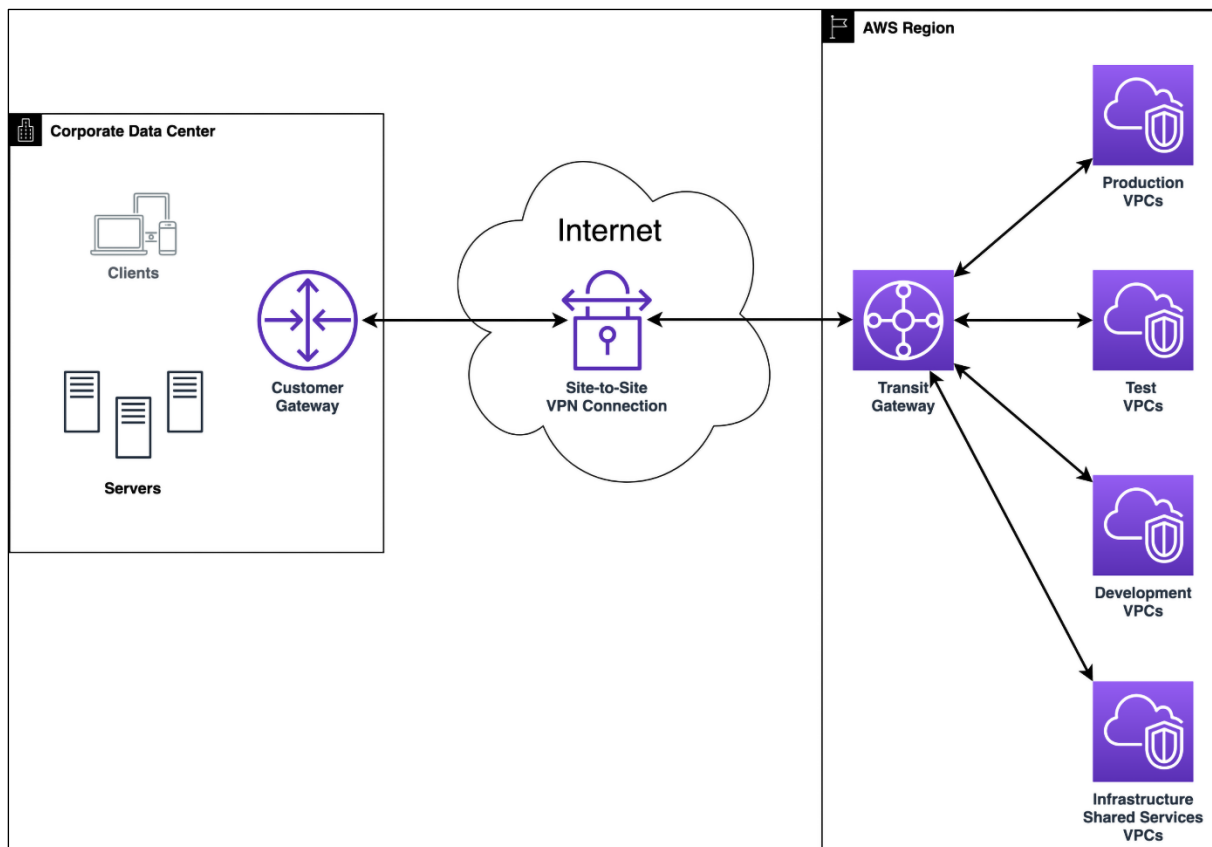 AWS Region
Corporate Data Center
Clients
Servers
Customer
Gateway
Internet
Site-to-Site
VPN Connection
Transit
Gateway
Production
VPCs
Test
VPCs
Development
VPCs
Infrastructure
Shared Services
VPCs